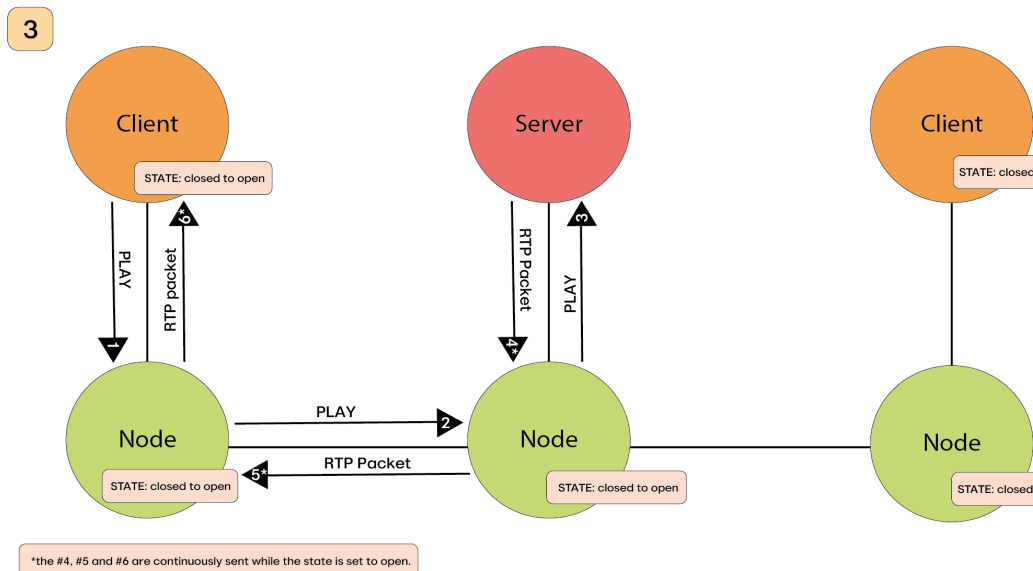 3
Client
Server
Client
STATE: closed to open
STATE: closed
6*
3
PLAY
RTP packet
RTP Packet
PLAY
1
4*
PLAY
2
Node
Node
Node
RTP Packet
5*
STATE: closed to open
STATE: closed to open
STATE: closed
*the #4, #5 and #6 are continuously sent while the state is set to open.